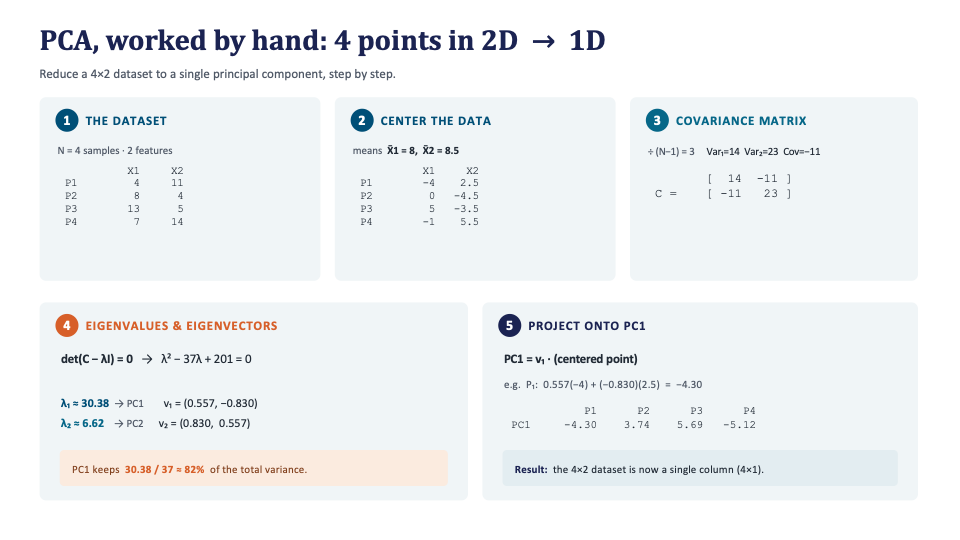 PCA, worked by hand: 4 points in 2D → 1D
Reduce a 4×2 dataset to a single principal component, step by step.
1 THE DATASET
N = 4 samples · 2 features
X1 X2
P1 4 11
P2 8 4
P3 13 5
P4 7 14
2 CENTER THE DATA
means X̄1 = 8, X̄2 = 8.5
X1 X2
P1 −4 2.5
P2 0 −4.5
P3 5 −3.5
P4 −1 5.5
3 COVARIANCE MATRIX
÷ (N−1) = 3 Var₁=14 Var₂=23 Cov=−11
[ 14 −11 ]
C = [ −11 23 ]
4 EIGENVALUES & EIGENVECTORS
det(C − λI) = 0 → λ² − 37λ + 201 = 0
λ₁ ≈ 30.38 → PC1 v₁ = (0.557, −0.830)
λ₂ ≈ 6.62 → PC2 v₂ = (0.830, 0.557)
PC1 keeps 30.38 / 37 ≈ 82% of the total variance.
5 PROJECT ONTO PC1
PC1 = v₁ · (centered point)
e.g. P₁: 0.557(−4) + (−0.830)(2.5) = −4.30
P1 P2 P3 P4
PC1 −4.30 3.74 5.69 −5.12
Result: the 4×2 dataset is now a single column (4×1).